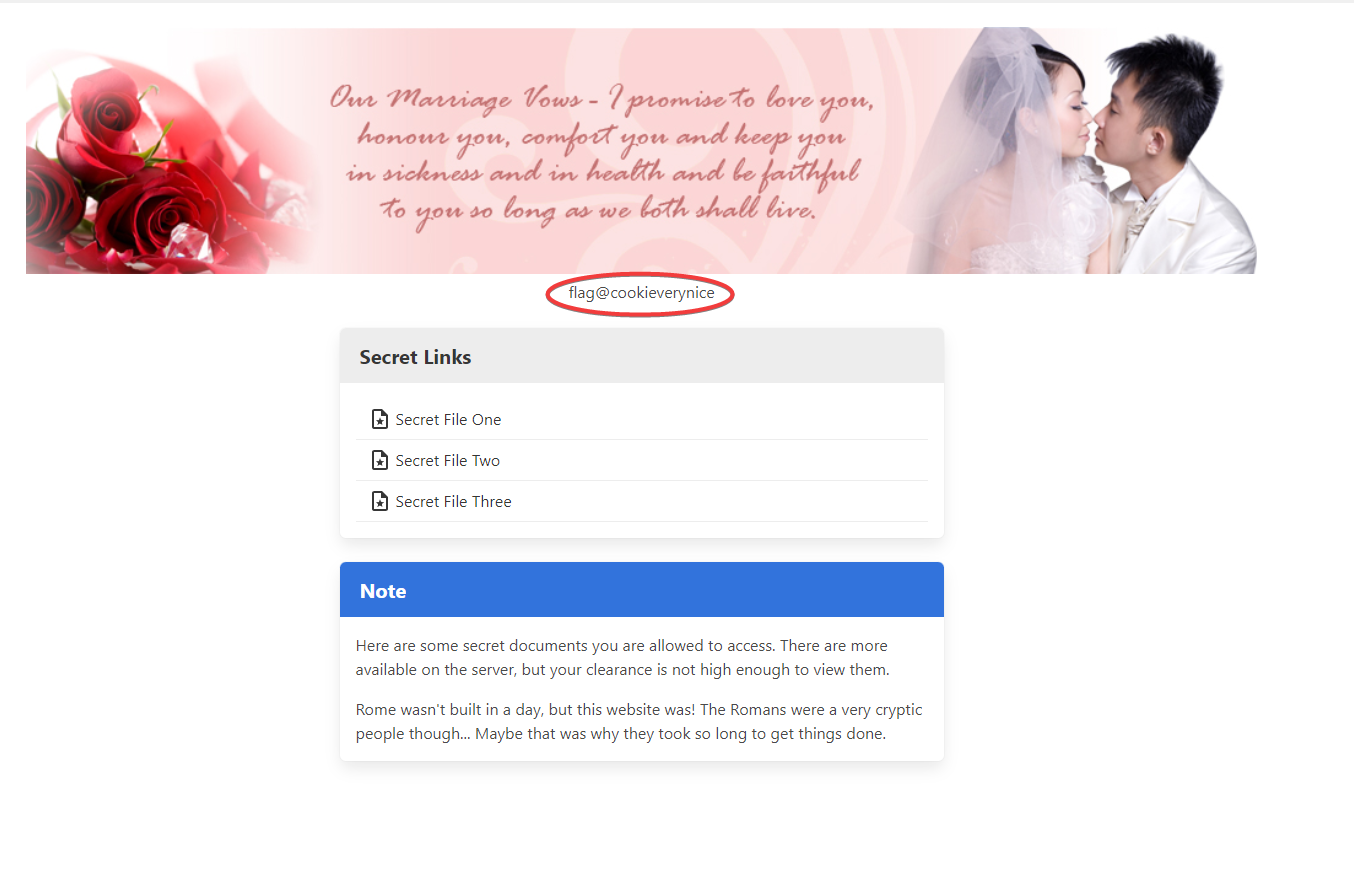 Our Marriage Vows - I promise to love you,
honour you, comfort you and keep you
in sickness and in health and be faithful
to you so long as we both shall live.
flag@cookieverynice
Secret Links
Secret File One
Secret File Two
Secret File Three
Note
Here are some secret documents you are allowed to access. There are more
available on the server, but your clearance is not high enough to view them.
Rome wasn't built in a day, but this website was! The Romans were a very cryptic
people though... Maybe that was why they took so long to get things done.